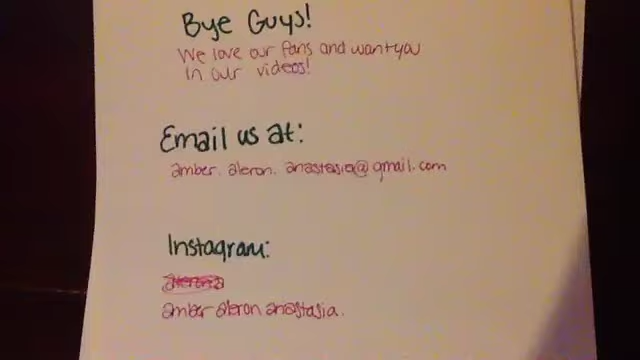 Bye Guys!
We love our fans and want you
in our videos!
Email us at:
amber.aleron.anastasia@gmail.com
Instagram:
amber aleron anastasia.